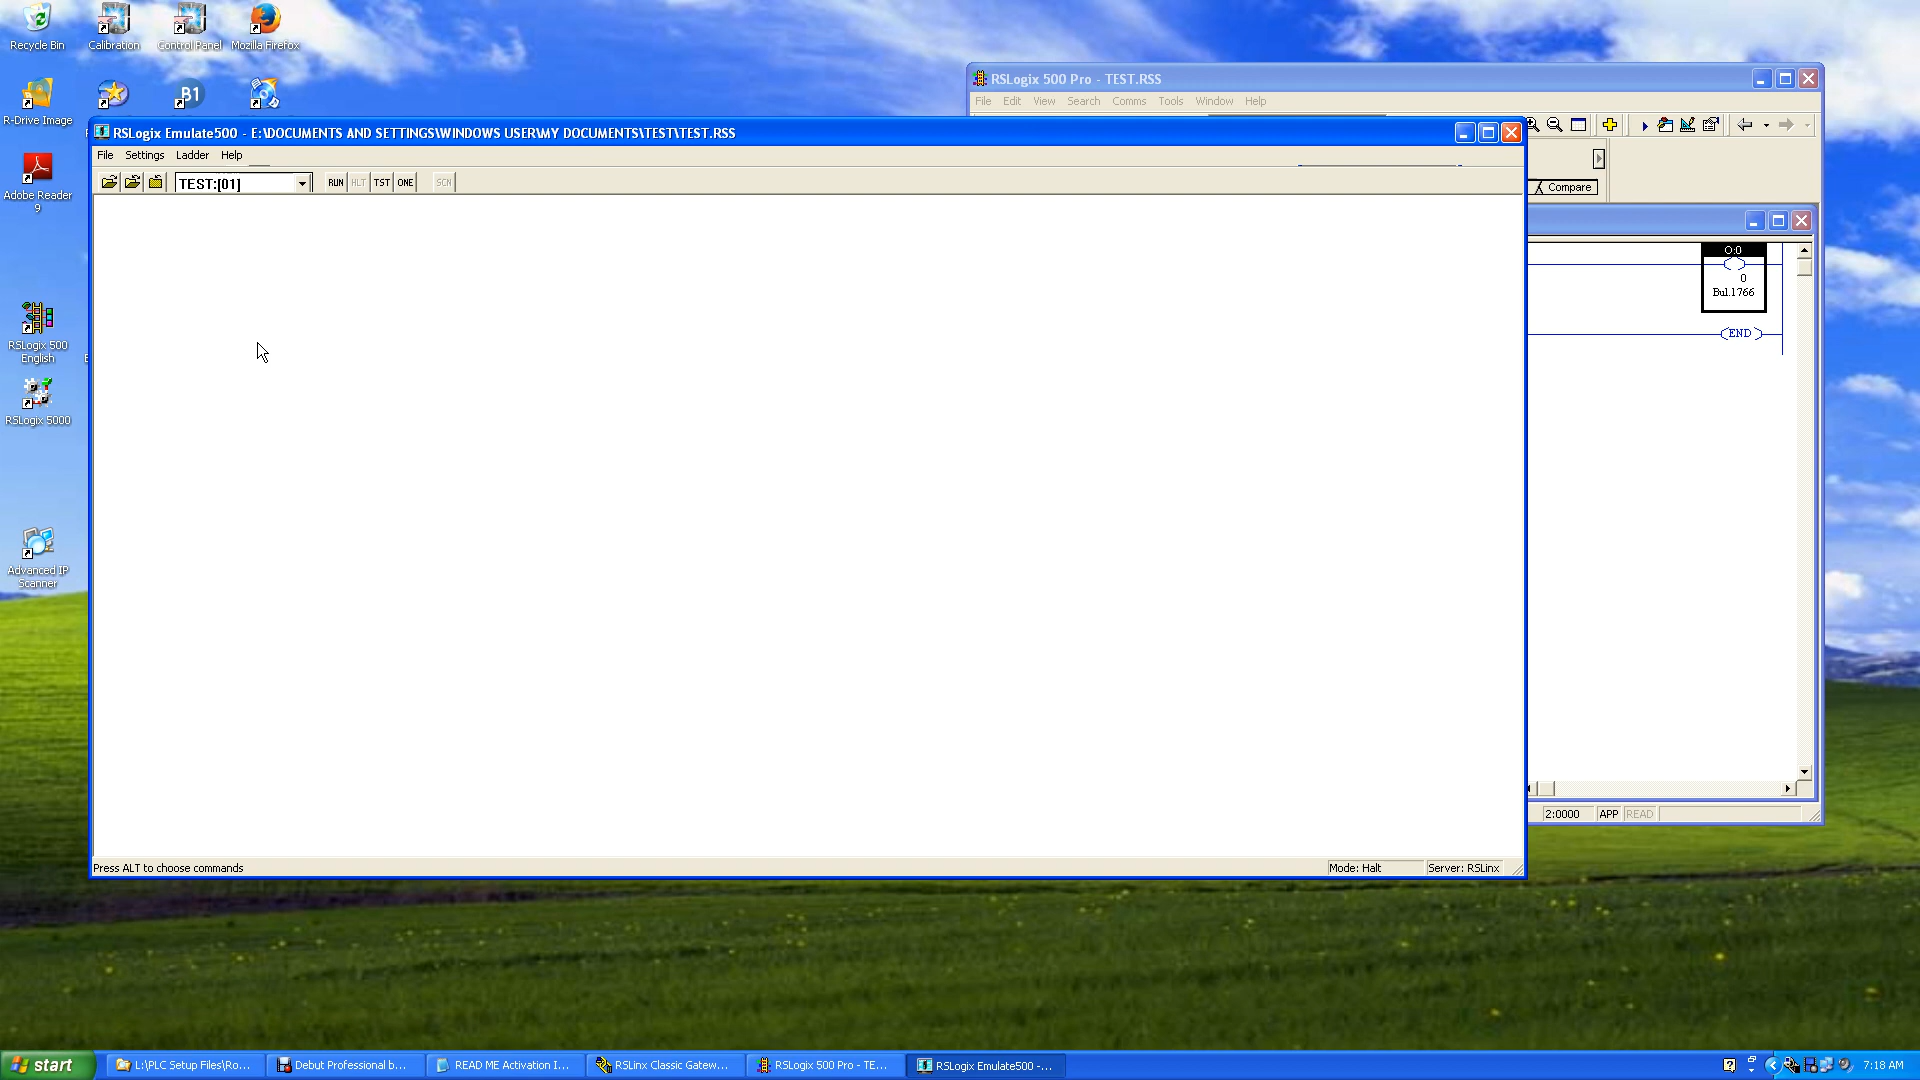 Recycle Bin
Calibration
Control Panel
Mozilla Firefox
R-Drive Image
B1
Adobe Reader
9
RSLogix 500
English
RSLogix 5000
Advanced IP
Scanner
RSLogix 500 Pro - TEST.RSS
File Edit View Search Comms Tools Window Help
Compare
O:0
0
Bul.1766
END
2:0000 APP READ
RSLogix Emulate500 - E:\DOCUMENTS AND SETTINGS\WINDOWS USER\MY DOCUMENTS\TEST\TEST.RSS
File Settings Ladder Help
TEST:[01] RUN HLT TST ONE SCN
Press ALT to choose commands
Mode: Halt Server: RSLinx
start
L:\PLC Setup Files\Ro...
Debut Professional b...
READ ME Activation I...
RSLinx Classic Gatew...
RSLogix 500 Pro - TE...
RSLogix Emulate500 -...
7:18 AM